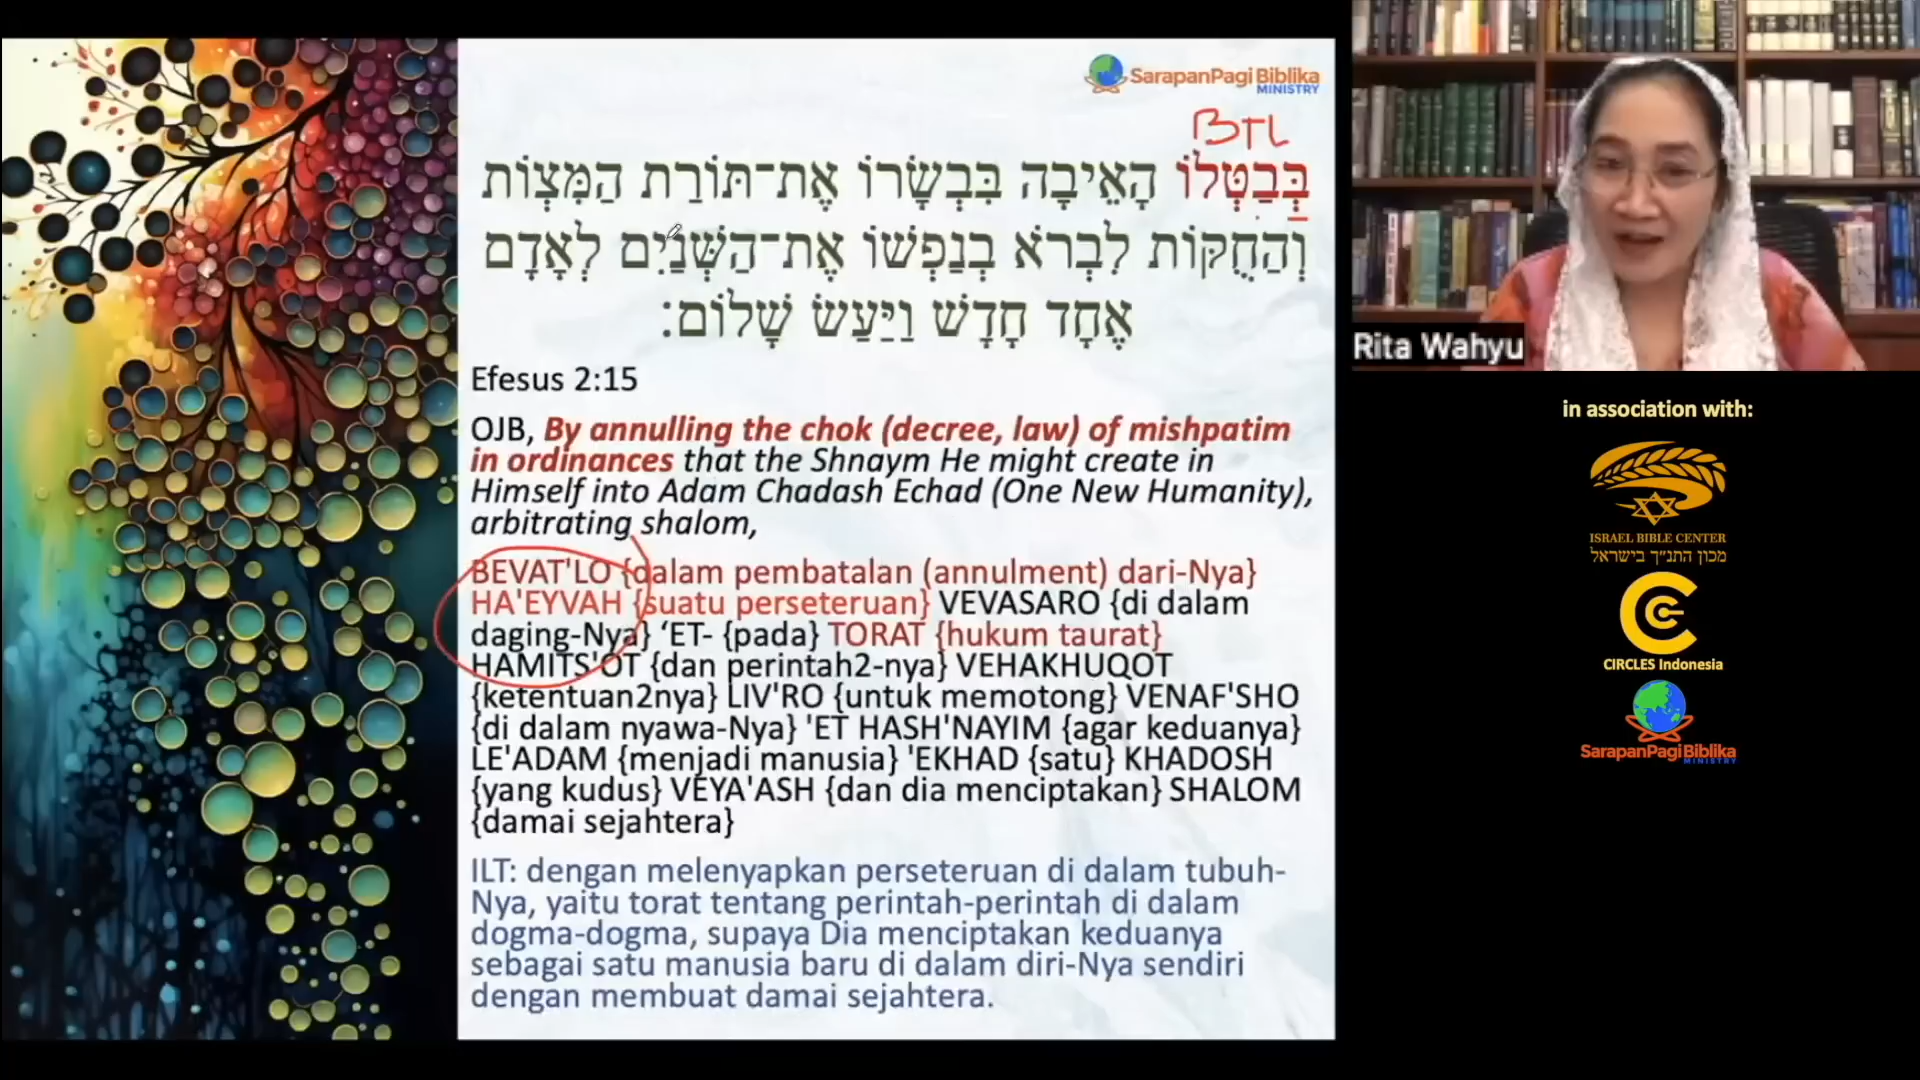 SarapanPagi Biblika
MINISTRY
BTL
בְּבַטְּלוֹ הָאֵיבָה בִּבְשָׂרוֹ אֶת־תּוֹרַת הַמִּצְוֹת
וְהַחֻקּוֹת לִבְרֹא בְנַפְשׁוֹ אֶת־הַשְּׁנַיִם לְאָדָם
אֶחָד חָדָשׁ וַיַּעַשׂ שָׁלוֹם׃
Efesus 2:15
OJB, By annulling the chok (decree, law) of mishpatim
in ordinances that the Shnaym He might create in
Himself into Adam Chadash Echad (One New Humanity),
arbitrating shalom,
BEVAT'LO {dalam pembatalan (annulment) dari-Nya}
HA'EYVAH {suatu perseteruan} VEVASARO {di dalam
daging-Nya} ‘ET- {pada} TORAT {hukum taurat}
HAMITS'OT {dan perintah2-nya} VEHAKHUQOT
{ketentuan2nya} LIV'RO {untuk memotong} VENAF'SHO
{di dalam nyawa-Nya} 'ET HASH'NAYIM {agar keduanya}
LE'ADAM {menjadi manusia} 'EKHAD {satu} KHADOSH
{yang kudus} VEYA'ASH {dan dia menciptakan} SHALOM
{damai sejahtera}
ILT: dengan melenyapkan perseteruan di dalam tubuh-
Nya, yaitu torat tentang perintah-perintah di dalam
dogma-dogma, supaya Dia menciptakan keduanya
sebagai satu manusia baru di dalam diri-Nya sendiri
dengan membuat damai sejahtera.
Rita Wahyu
in association with:
ISRAEL BIBLE CENTER
מכון התנ״ך בישראל
CIRCLES Indonesia
SarapanPagi Biblika
MINISTRY